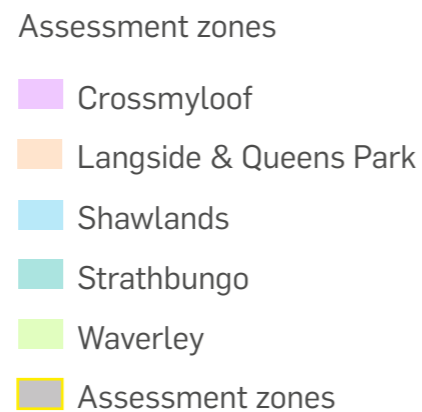 Assessment zones
Crossmyloof
Langside & Queens Park
Shawlands
Strathbungo
Waverley
Assessment zones